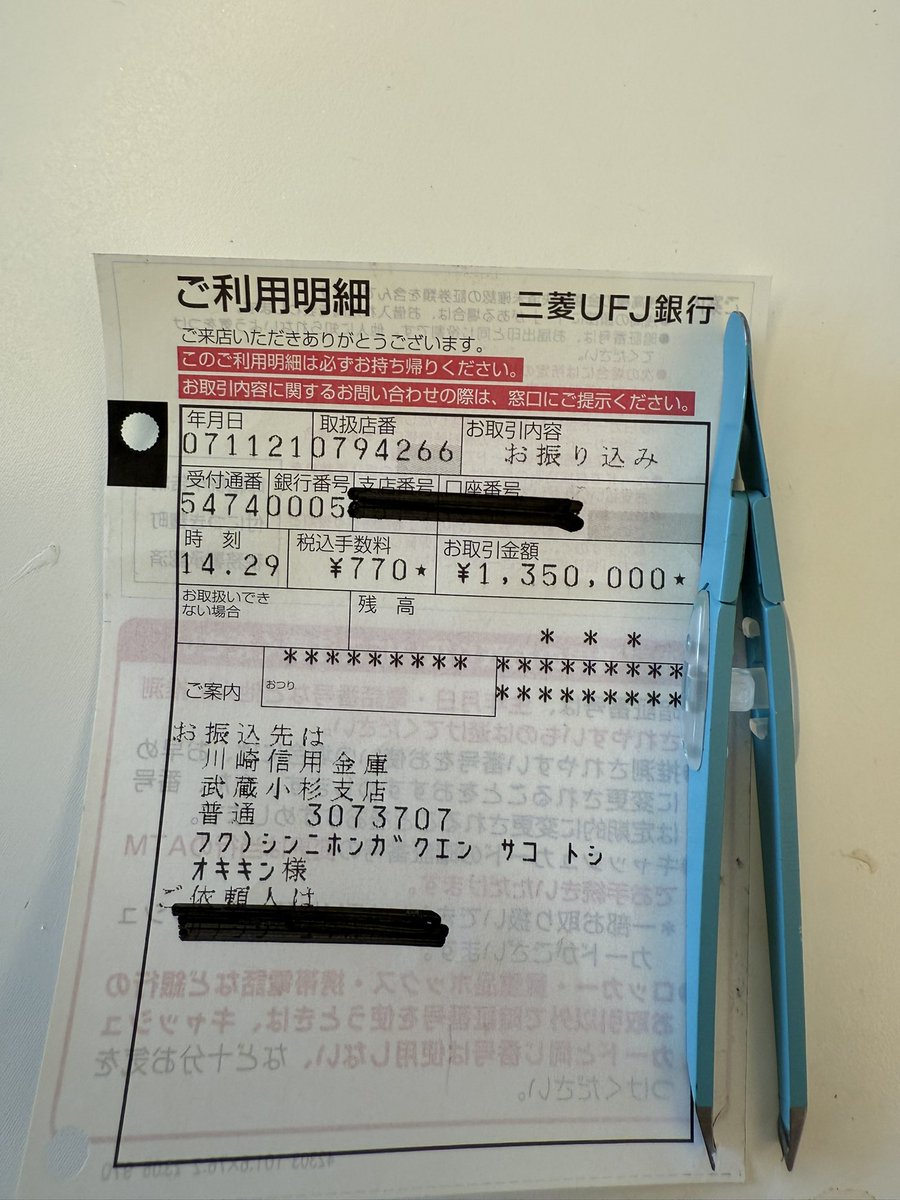 ご利用明細 三菱UFJ銀行
ご来店いただきありがとうございます。
このご利用明細は必ずお持ち帰りください。
お取引内容に関するお問い合わせの際は、窓口にご提示ください。
年月日 取扱店番 お取引内容
071121 0794266 お振り込み
受付通番 銀行番号 支店番号 口座番号
5474 0005
時刻 税込手数料 お取引金額
14.29 ¥770★ ¥1,350,000★
お取扱いできない場合 残高
* * *
********* *********
ご案内 おつり *********
お振込先は
川崎信用金庫
武蔵小杉支店
普通 3073707
フク)シンニホンガクエン サコ トシ
オキキン様
ご依頼人は